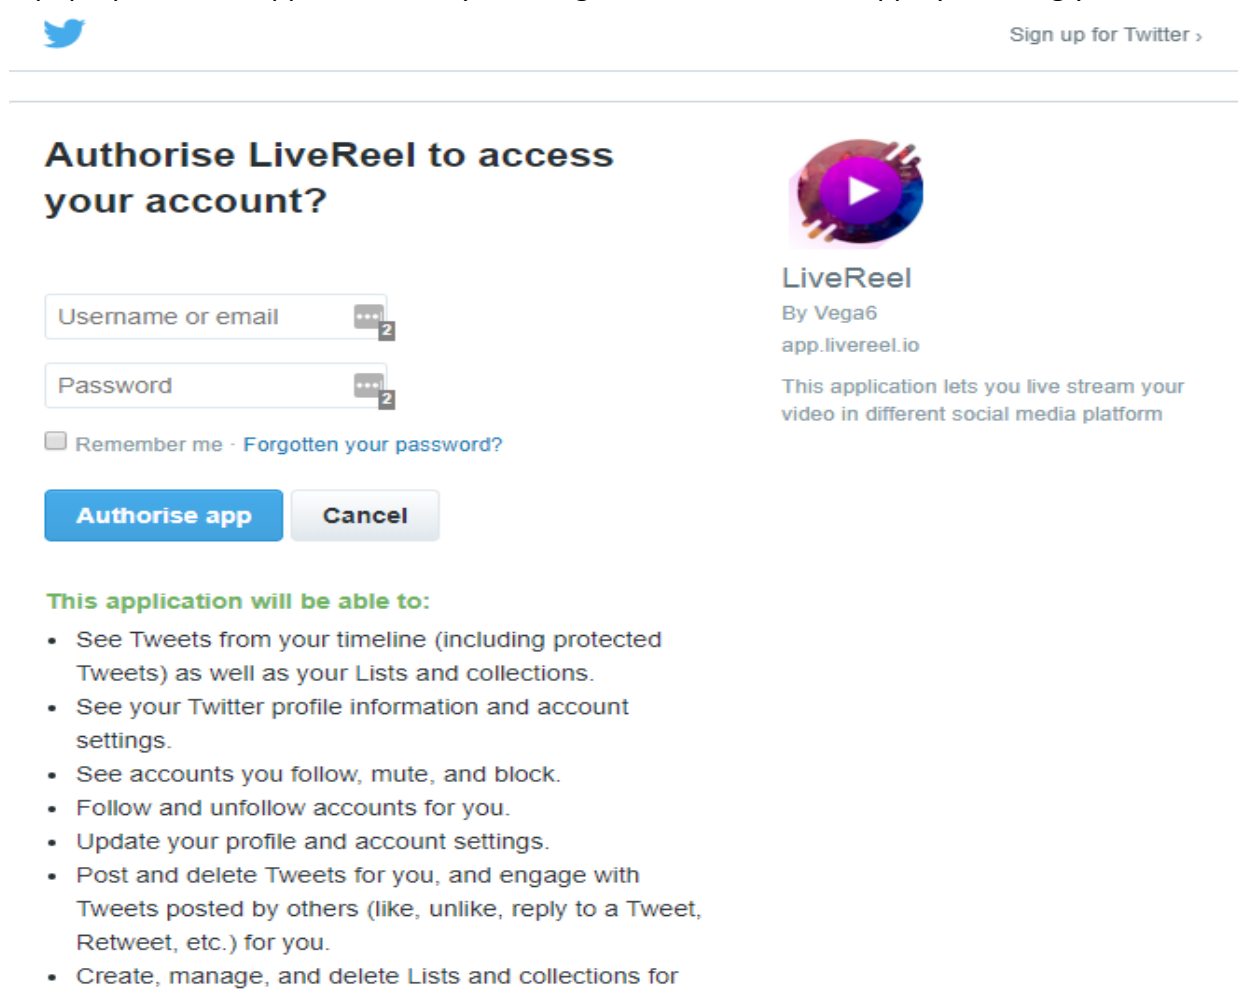 Sign up for Twitter ›
Authorise LiveReel to access
your account?
Username or email
2
Password
2
Remember me · Forgotten your password?
Authorise app
Cancel
This application will be able to:
• See Tweets from your timeline (including protected
Tweets) as well as your Lists and collections.
• See your Twitter profile information and account
settings.
• See accounts you follow, mute, and block.
• Follow and unfollow accounts for you.
• Update your profile and account settings.
• Post and delete Tweets for you, and engage with
Tweets posted by others (like, unlike, reply to a Tweet,
Retweet, etc.) for you.
• Create, manage, and delete Lists and collections for
LiveReel
By Vega6
app.livereel.io
This application lets you live stream your
video in different social media platform